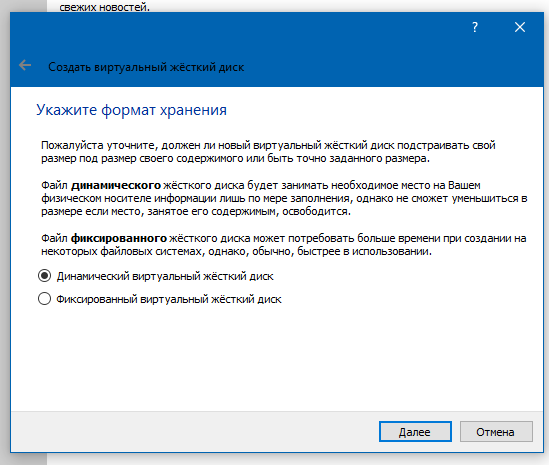 свежих новостей.
?
Создать виртуальный жёсткий диск
Укажите формат хранения
Пожалуйста уточните, должен ли новый виртуальный жёсткий диск подстраивать свой
размер под размер своего содержимого или быть точно заданного размера.
Файл динамического жёсткого диска будет занимать необходимое место на Вашем
физическом носителе информации лишь по мере заполнения, однако не сможет уменьшиться в
размере если место, занятое его содержимым, освободится.
Файл фиксированного жёсткого диска может потребовать больше времени при создании на
некоторых файловых системах, однако, обычно, быстрее в использовании.
Динамический виртуальный жёсткий диск
Фиксированный виртуальный жёсткий диск
Далее
Отмена